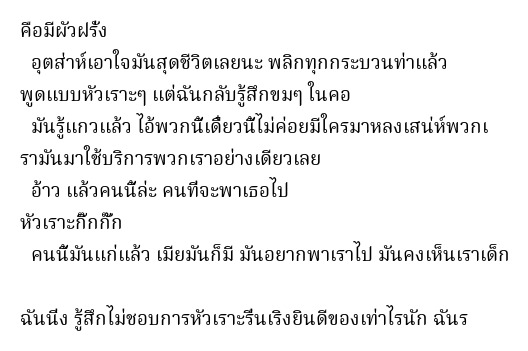 คือมีผัวฝรั่ง
อุตส่าห์เอาใจมันสุดชีวิตเลยนะ พลิกทุกกระบวนท่าแล้ว
พูดแบบหัวเราะๆ แต่ฉันกลับรู้สึกขมๆ ในคอ
มันรู้แกวแล้ว ไอ้พวกนี้เดี๋ยวนี้ไม่ค่อยมีใครมาหลงเสน่ห์พวกเ
รามันมาใช้บริการพวกเราอย่างเดียวเลย
อ้าว แล้วคนนี้ล่ะ คนที่จะพาเธอไป
หัวเราะกิ๊กกิ๊ก
คนนี้มันแก่แล้ว เมียมันก็มี มันอยากพาเราไป มันคงเห็นเราเด็ก
ฉันนิ่ง รู้สึกไม่ชอบการหัวเราะรื่นเริงยินดีของเท่าไรนัก ฉันร